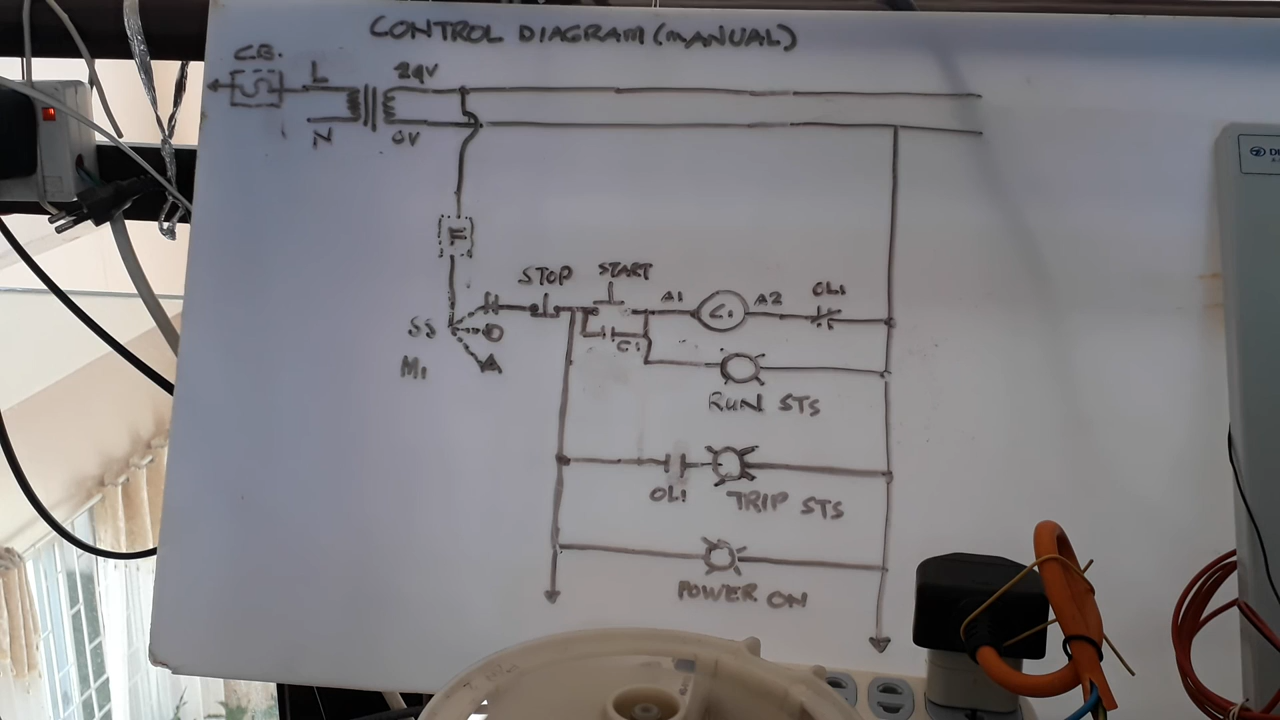 CONTROL DIAGRAM (MANUAL)
C.B.
L
24V
N
0V
STOP
START
SS
H
O
A
M1
A1
C1
A2
OL1
C1
RUN STS
OL1
TRIP STS
POWER ON